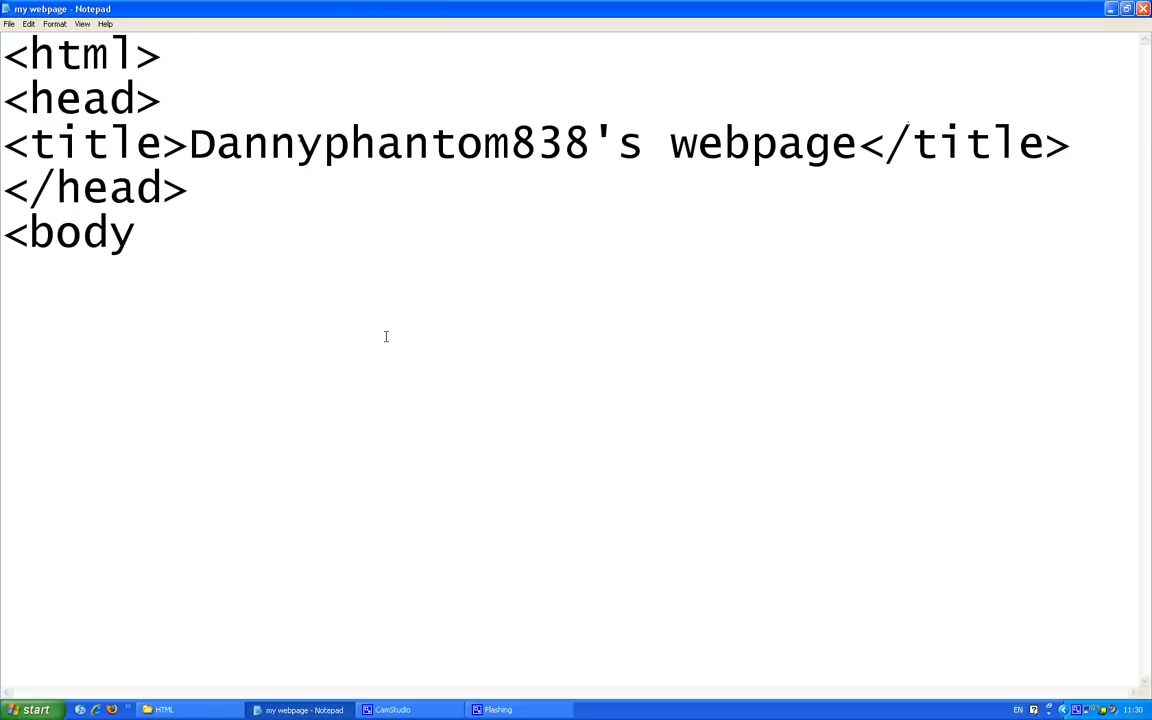 my webpage - Notepad
File Edit Format View Help
<html>
<head>
<title>Dannyphantom838's webpage</title>
</head>
<body
start HTML my webpage - Notepad CamStudio Flashing EN 11:30